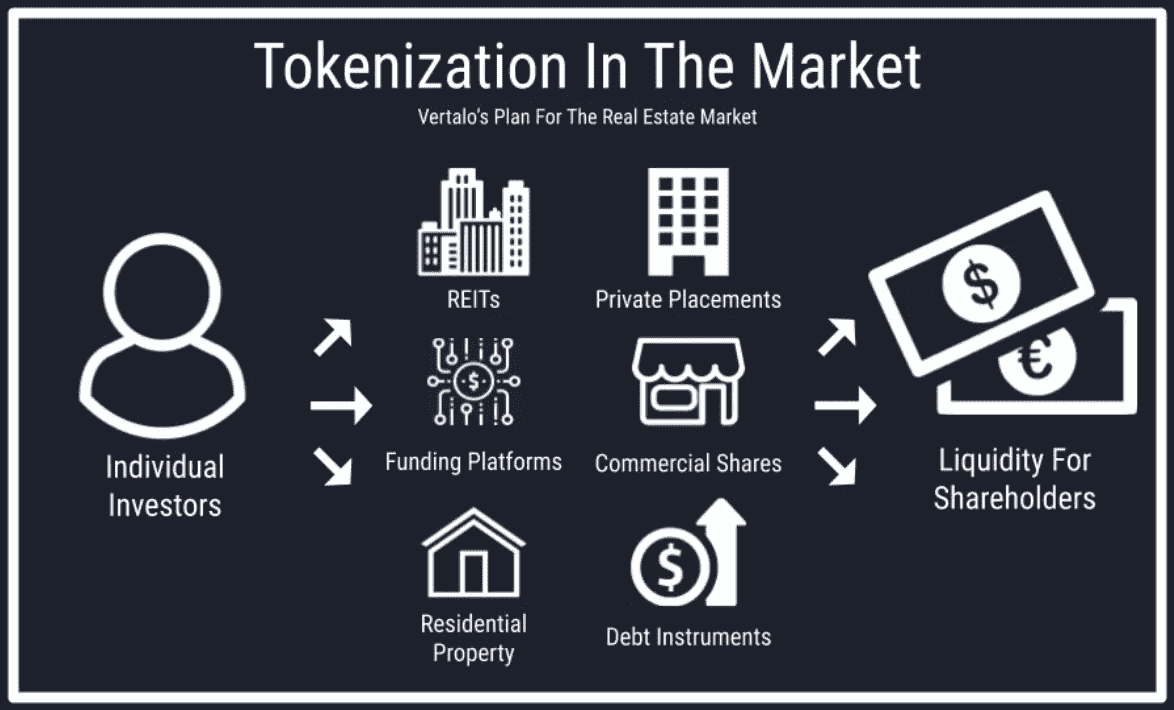 Tokenization In The Market
Vertalo's Plan For The Real Estate Market
REITs
Private Placements
Individual
Investors
Funding Platforms
Commercial Shares
Liquidity For
Shareholders
Residential
Property
Debt Instruments
$
€
$
$